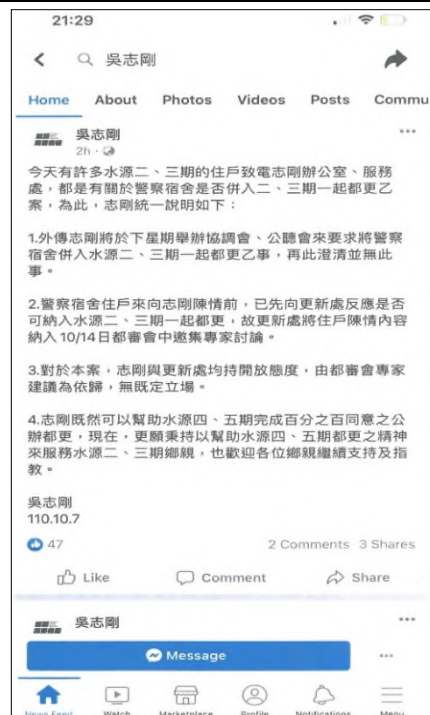 21:29
吳志剛
Home About Photos Videos Posts Commu
吳志剛
2h
今天有許多水源二、三期的住戶致電志剛辦公室、服務
處，都是有關於警察宿舍是否併入二、三期一起都更乙
案，為此，志剛統一說明如下：
1.外傳志剛將於下星期舉辦協調會、公聽會來要求將警察
宿舍併入水源二、三期一起都更乙事，再此澄清並無此
事。
2.警察宿舍住戶來向志剛陳情前，已先向更新處反應是否
可納入水源二、三期一起都更，故更新處將住戶陳情內容
納入10/14日都審會中邀集專家討論。
3.對於本案，志剛與更新處均持開放態度，由都審會專家
建議為依歸，無既定立場。
4.志剛既然可以幫助水源四、五期完成百分之百同意之公
辦都更，現在，更願秉持以幫助水源四、五期都更之精神
來服務水源二、三期鄉親，也歡迎各位鄉親繼續支持及指
教。
吳志剛
110.10.7
47 2 Comments 3 Shares
Like Comment Share
吳志剛
Message
News Feed Watch Marketplace Profile Notifications Menu